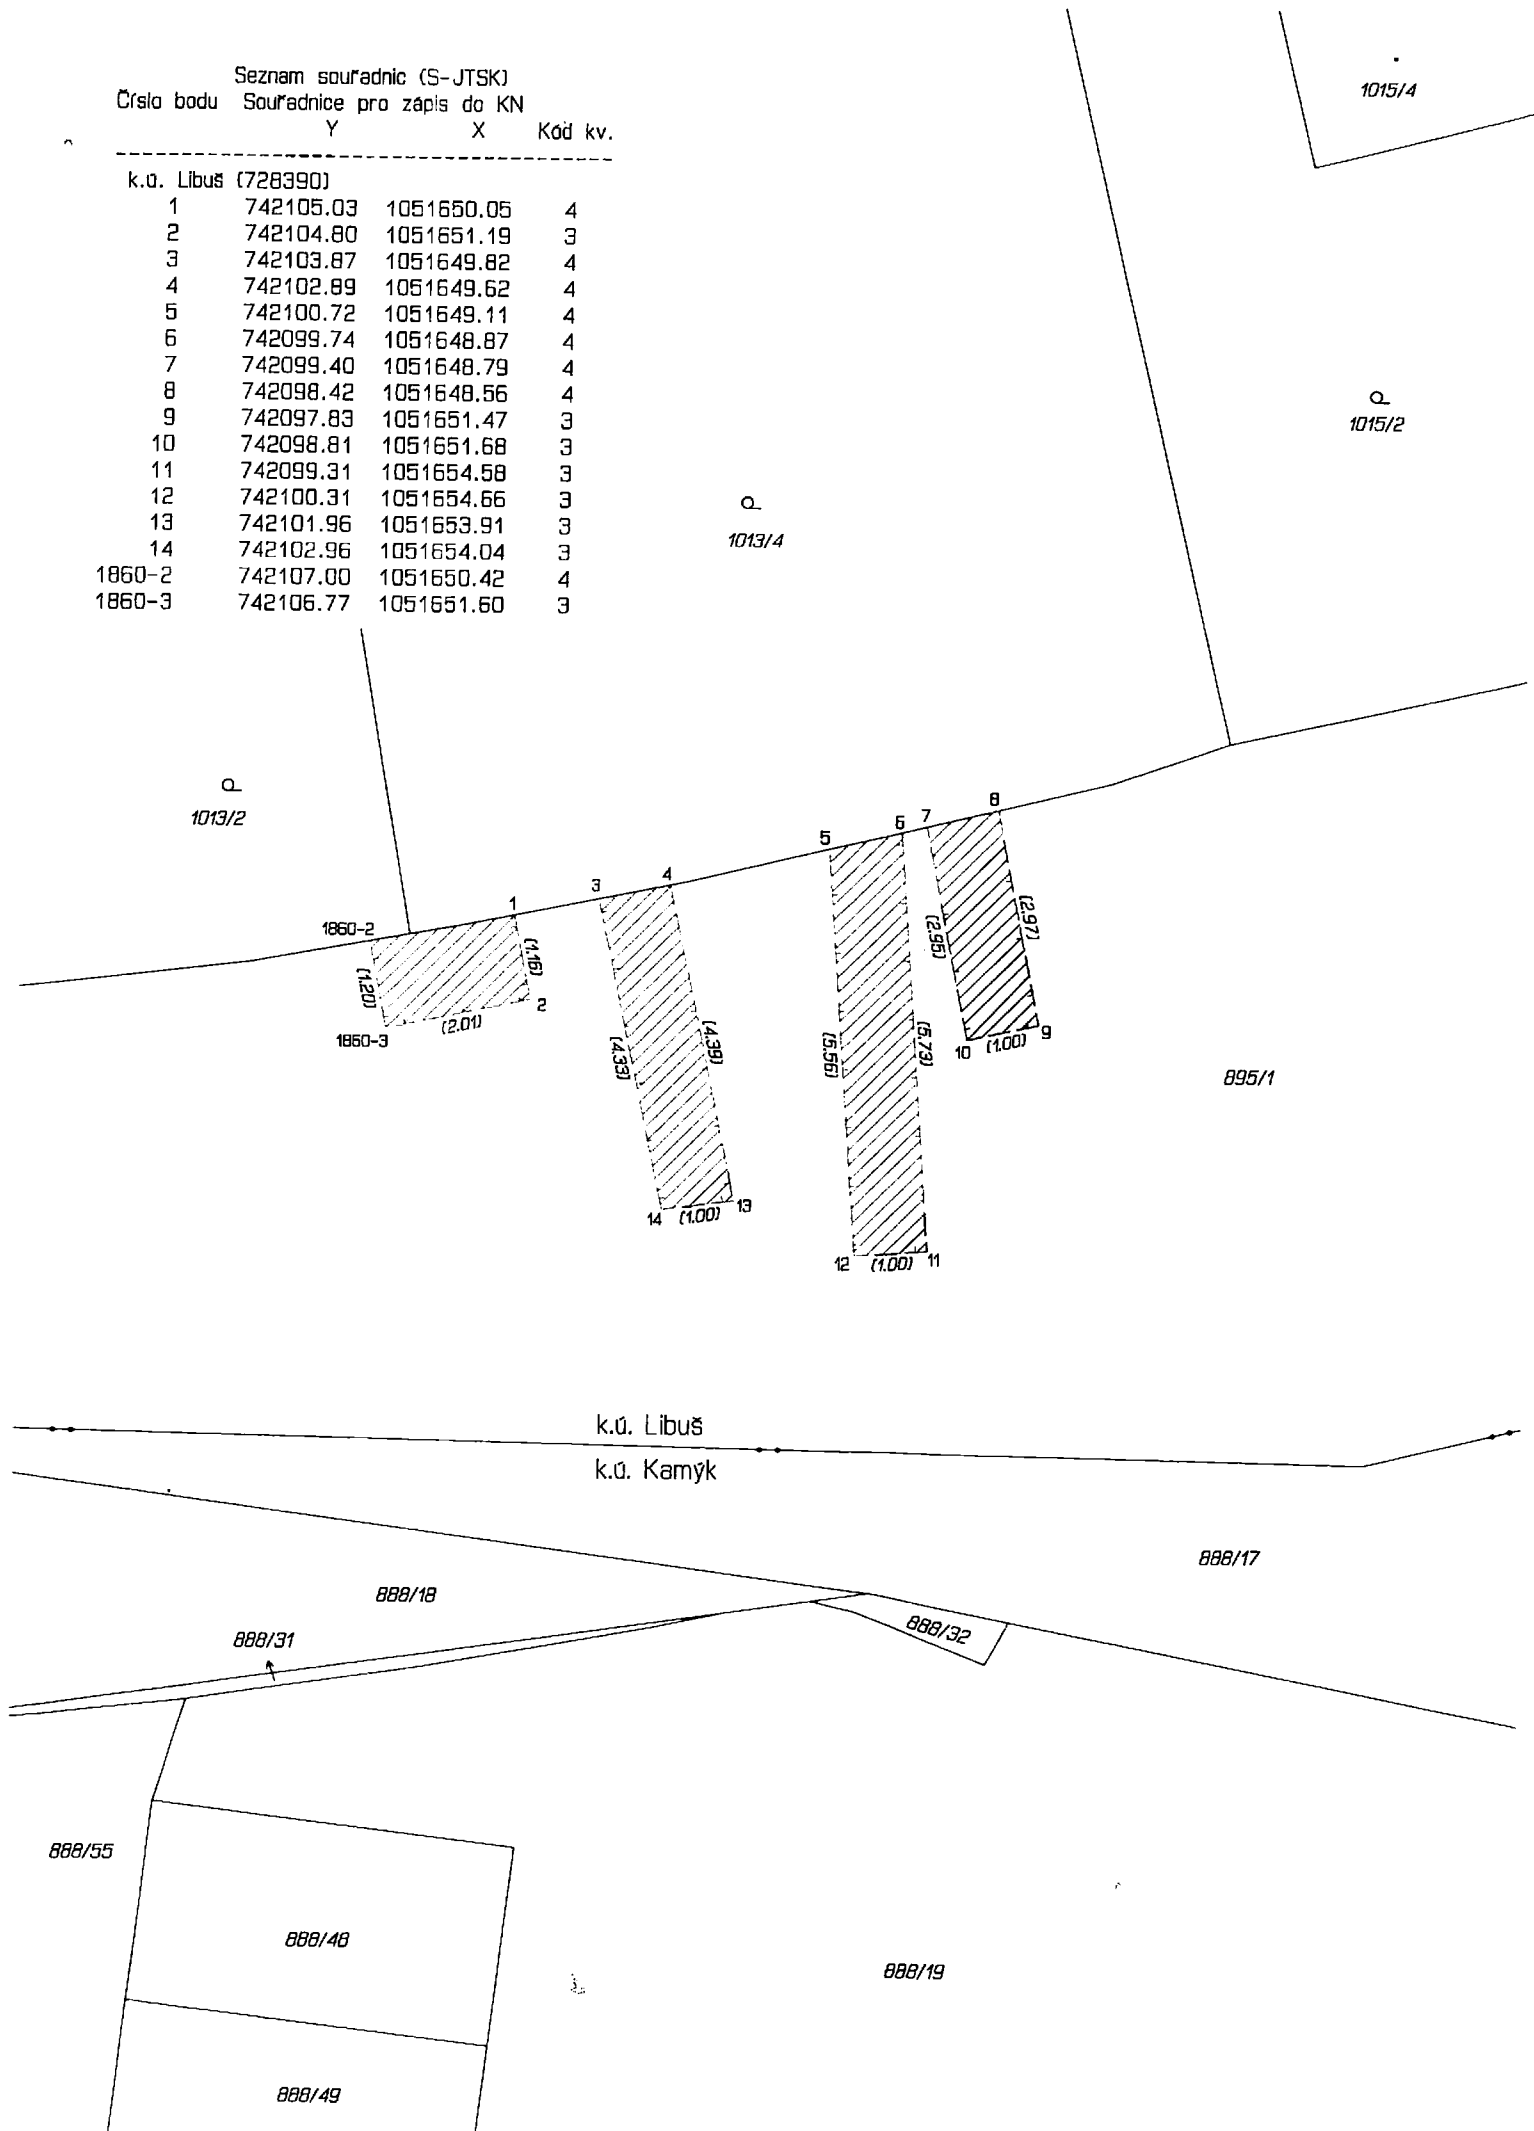 Seznam souřadnic (S-JTSK)
Číslo bodu Souřadnice pro zápis do KN
Y X Kód kv.
k.ú. Libuš (728390)
1 742105.03 1051650.05 4
2 742104.80 1051651.19 3
3 742103.87 1051649.82 4
4 742102.89 1051649.62 4
5 742100.72 1051649.11 4
6 742099.74 1051648.87 4
7 742099.40 1051648.79 4
8 742098.42 1051648.56 4
9 742097.83 1051651.47 3
10 742098.81 1051651.68 3
11 742099.31 1051654.58 3
12 742100.31 1051654.66 3
13 742101.96 1051653.91 3
14 742102.96 1051654.04 3
1860-2 742107.00 1051650.42 4
1860-3 742106.77 1051651.60 3
1015/4
1015/2
1013/4
1013/2
8
7
6
5
4
3
1
1860-2
(1.20)
(1.16)
2
1860-3
(2.01)
(4.33)
(4.39)
14
(1.00)
13
(5.56)
(5.73)
12
(1.00)
11
(2.95)
(2.97)
10
(1.00)
9
895/1
k.ú. Libuš
k.ú. Kamýk
888/17
888/18
888/32
888/31
888/55
888/48
888/19
888/49